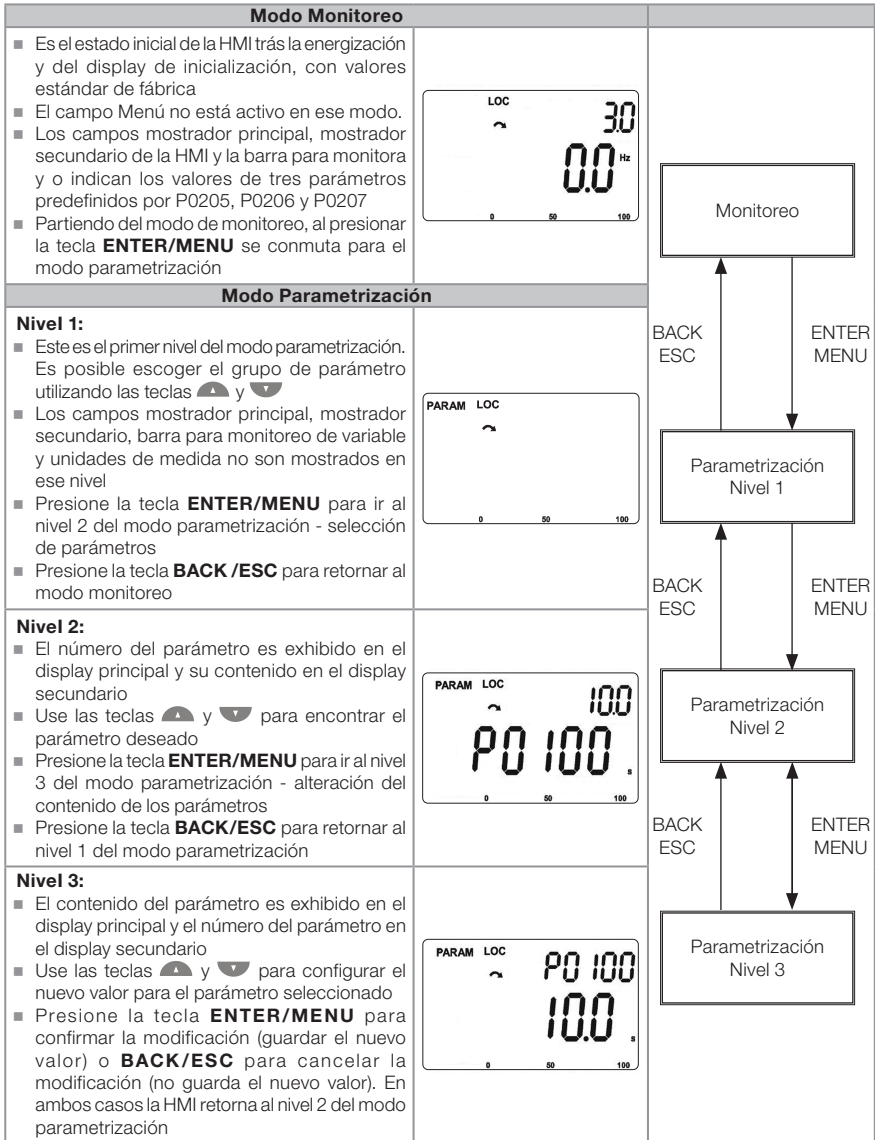 Modo Monitoreo
■ Es el estado inicial de la HMI trás la energización
y del display de inicialización, con valores
estándar de fábrica
■ El campo Menú no está activo en ese modo.
■ Los campos mostrador principal, mostrador
secundario de la HMI y la barra para monitora
y o indican los valores de tres parámetros
predefinidos por P0205, P0206 y P0207
■ Partiendo del modo de monitoreo, al presionar
la tecla ENTER/MENU se conmuta para el
modo parametrización
LOC
3.0
0.0 Hz
0 50 100
Modo Parametrización
Nivel 1:
■ Este es el primer nivel del modo parametrización.
Es posible escoger el grupo de parámetro
utilizando las teclas y
■ Los campos mostrador principal, mostrador
secundario, barra para monitoreo de variable
y unidades de medida no son mostrados en
ese nivel
■ Presione la tecla ENTER/MENU para ir al
nivel 2 del modo parametrización - selección
de parámetros
■ Presione la tecla BACK /ESC para retornar al
modo monitoreo
PARAM LOC
0 50 100
Nivel 2:
■ El número del parámetro es exhibido en el
display principal y su contenido en el display
secundario
■ Use las teclas y para encontrar el
parámetro deseado
■ Presione la tecla ENTER/MENU para ir al nivel
3 del modo parametrización - alteración del
contenido de los parámetros
■ Presione la tecla BACK/ESC para retornar al
nivel 1 del modo parametrización
PARAM LOC
10.0
P0100 s
0 50 100
Nivel 3:
■ El contenido del parámetro es exhibido en el
display principal y el número del parámetro en
el display secundario
■ Use las teclas y para configurar el
nuevo valor para el parámetro seleccionado
■ Presione la tecla ENTER/MENU para
confirmar la modificación (guardar el nuevo
valor) o BACK/ESC para cancelar la
modificación (no guarda el nuevo valor). En
ambos casos la HMI retorna al nivel 2 del modo
parametrización
PARAM LOC
P0100
10.0 s
0 50 100
Monitoreo
BACK
ESC
ENTER
MENU
Parametrización
Nivel 1
BACK
ESC
ENTER
MENU
Parametrización
Nivel 2
BACK
ESC
ENTER
MENU
Parametrización
Nivel 3